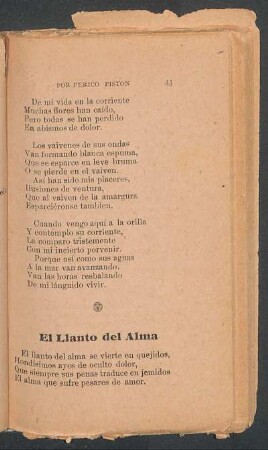 POR PERICO PISTON 43
De mi vida en la corriente
Muchas flores han caído,
Pero todas se han perdido
En abismos de dolor.
Los vaivenes de sus ondas
Van formando blanca espuma,
Que se esparce en leve bruma
O se pierde en el vaiven.
Así han sido mis placeres,
Ilusiones de ventura,
Que al vaiven de la amargura
Esparciéronse tambien.
Cuando vengo aquí a la orilla
Y contemplo su corriente,
La comparo tristemente
Con mi incierto porvenir.
Porque así como sus aguas
A la mar van avanzando,
Van las horas resbalando
De mi lánguido vivir.
El Llanto del Alma
El llanto del alma se vierte en quejidos,
Hondísimos ayes de oculto dolor,
Que siempre sus penas traduce en jemidos
El alma que sufre pesares de amor.